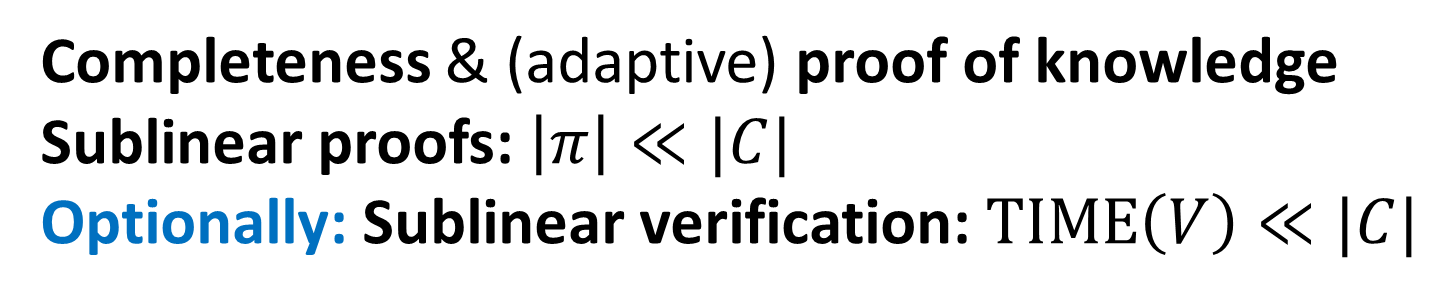 Completeness & (adaptive) proof of knowledge
Sublinear proofs: |π| ≪ |C|
Optionally: Sublinear verification: TIME(V) ≪ |C|